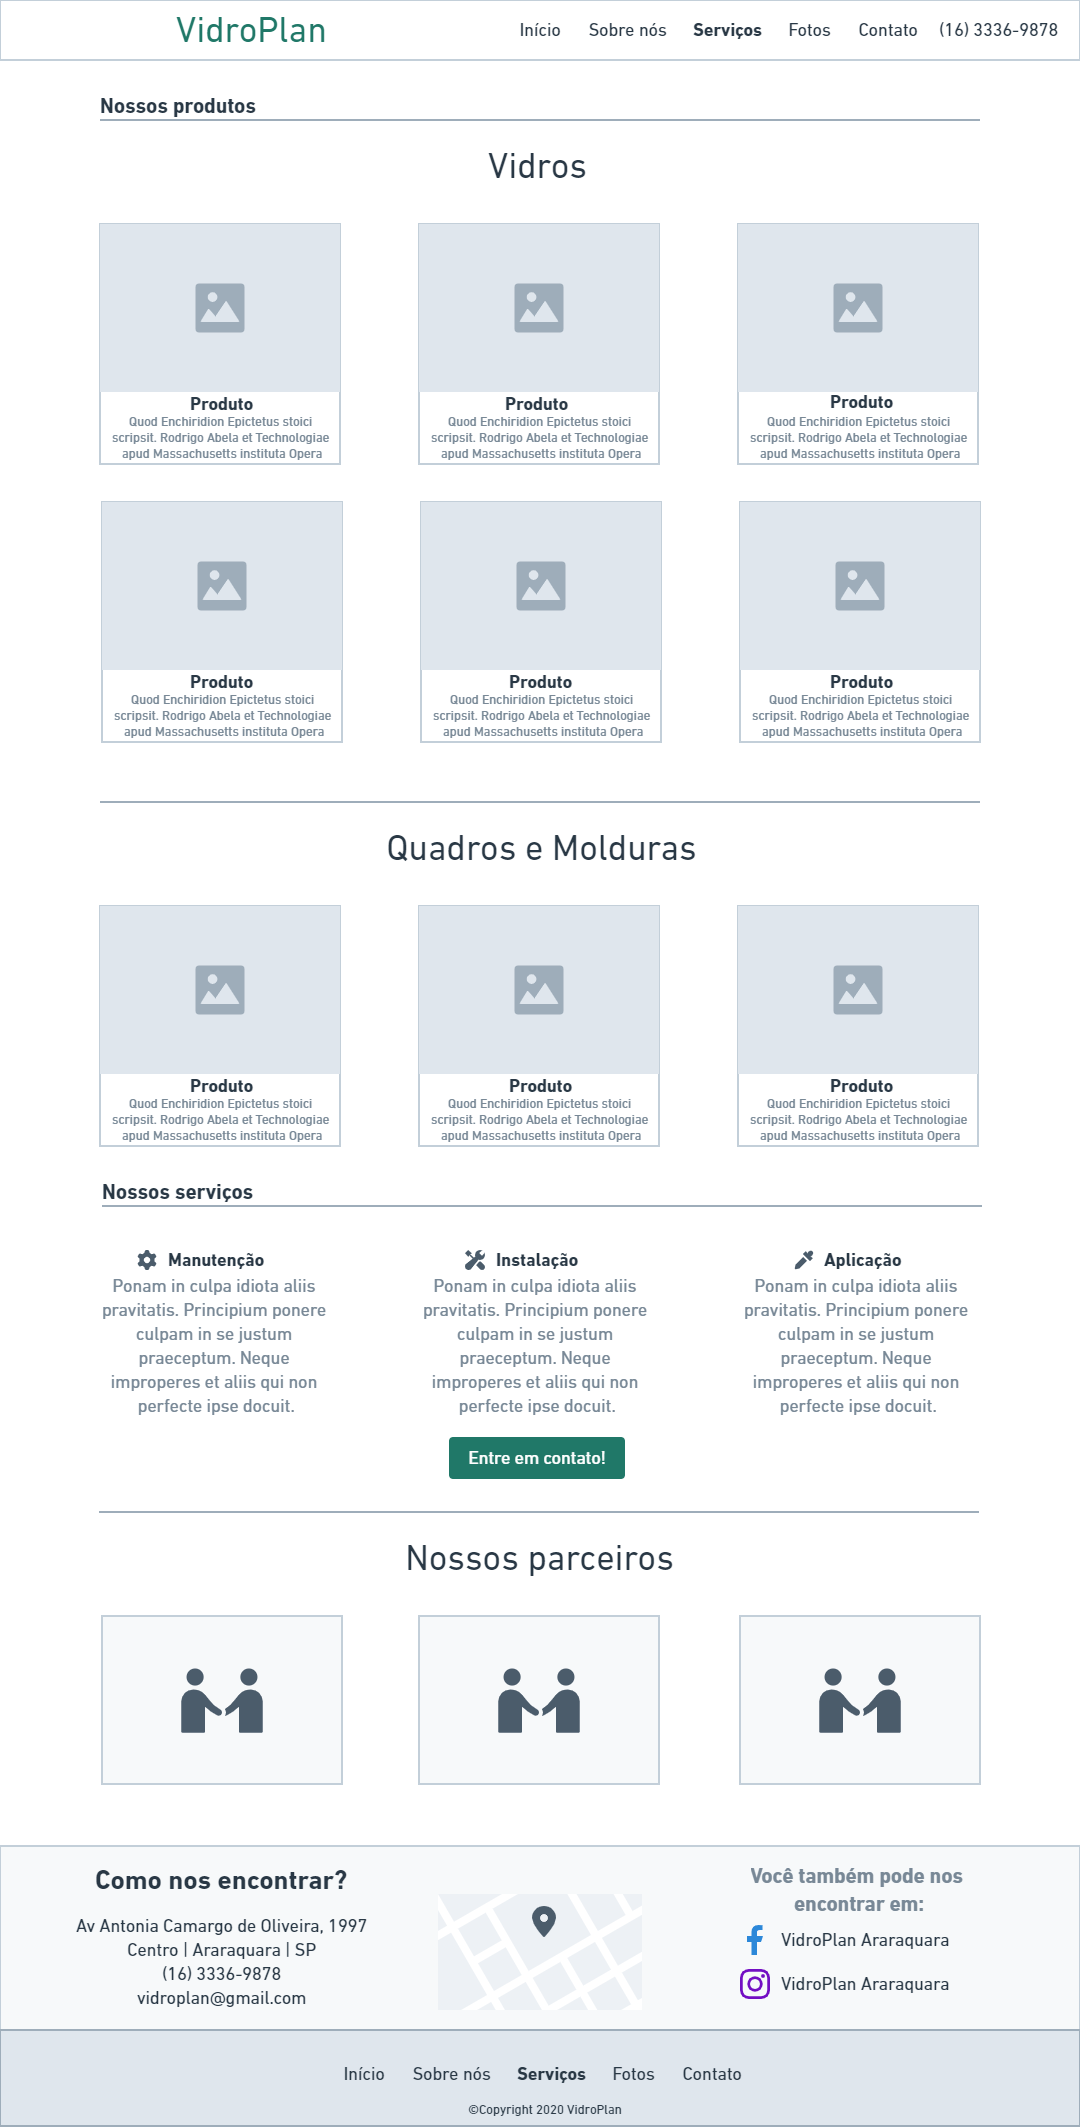 VidroPlan
Início Sobre nós Serviços Fotos Contato (16) 3336-9878
Nossos produtos
Vidros
Produto
Quod Enchiridion Epictetus stoici
scripsit. Rodrigo Abela et Technologiae
apud Massachusetts instituta Opera
Produto
Quod Enchiridion Epictetus stoici
scripsit. Rodrigo Abela et Technologiae
apud Massachusetts instituta Opera
Produto
Quod Enchiridion Epictetus stoici
scripsit. Rodrigo Abela et Technologiae
apud Massachusetts instituta Opera
Produto
Quod Enchiridion Epictetus stoici
scripsit. Rodrigo Abela et Technologiae
apud Massachusetts instituta Opera
Produto
Quod Enchiridion Epictetus stoici
scripsit. Rodrigo Abela et Technologiae
apud Massachusetts instituta Opera
Produto
Quod Enchiridion Epictetus stoici
scripsit. Rodrigo Abela et Technologiae
apud Massachusetts instituta Opera
Quadros e Molduras
Produto
Quod Enchiridion Epictetus stoici
scripsit. Rodrigo Abela et Technologiae
apud Massachusetts instituta Opera
Produto
Quod Enchiridion Epictetus stoici
scripsit. Rodrigo Abela et Technologiae
apud Massachusetts instituta Opera
Produto
Quod Enchiridion Epictetus stoici
scripsit. Rodrigo Abela et Technologiae
apud Massachusetts instituta Opera
Nossos serviços
Manutenção
Ponam in culpa idiota aliis
pravitatis. Principium ponere
culpam in se justum
praeceptum. Neque
improperes et aliis qui non
perfecte ipse docuit.
Instalação
Ponam in culpa idiota aliis
pravitatis. Principium ponere
culpam in se justum
praeceptum. Neque
improperes et aliis qui non
perfecte ipse docuit.
Aplicação
Ponam in culpa idiota aliis
pravitatis. Principium ponere
culpam in se justum
praeceptum. Neque
improperes et aliis qui non
perfecte ipse docuit.
Entre em contato!
Nossos parceiros
Como nos encontrar?
Av Antonia Camargo de Oliveira, 1997
Centro | Araraquara | SP
(16) 3336-9878
vidroplan@gmail.com
Você também pode nos
encontrar em:
VidroPlan Araraquara
VidroPlan Araraquara
Início Sobre nós Serviços Fotos Contato
©Copyright 2020 VidroPlan